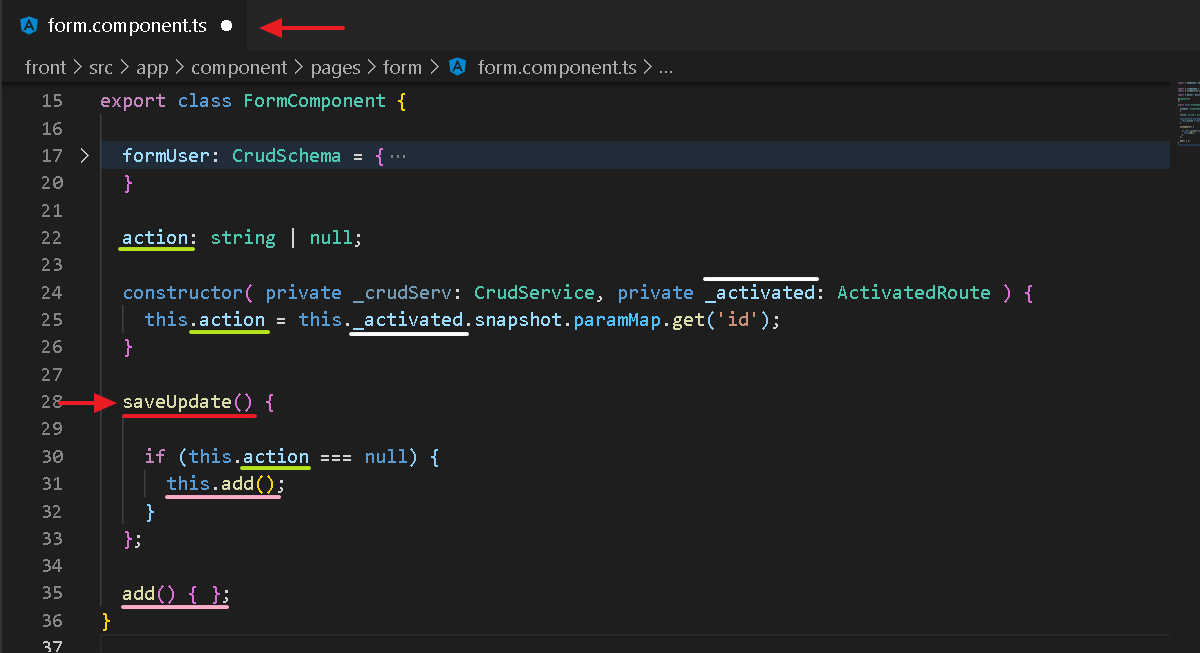 form.component.ts
front > src > app > component > pages > form > form.component.ts > ...
15 export class FormComponent {
16
17 > formUser: CrudSchema = {···
20 }
21
22 action: string | null;
23
24 constructor( private _crudServ: CrudService, private _activated: ActivatedRoute ) {
25 this.action = this._activated.snapshot.paramMap.get('id');
26 }
27
28 saveUpdate() {
29
30 if (this.action === null) {
31 this.add();
32 }
33 };
34
35 add() { };
36 }
37